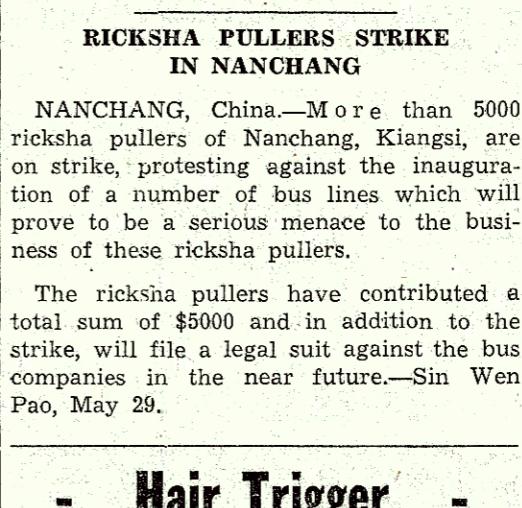 RICKSHA PULLERS STRIKE
IN NANCHANG
NANCHANG, China.—More than 5000
ricksha pullers of Nanchang, Kiangsi, are
on strike, protesting against the inaugura-
tion of a number of bus lines which will
prove to be a serious menace to the busi-
ness of these ricksha pullers.
The ricksha pullers have contributed a
total sum of $5000 and in addition to the
strike, will file a legal suit against the bus
companies in the near future.—Sin Wen
Pao, May 29.
- Hair Trigger -